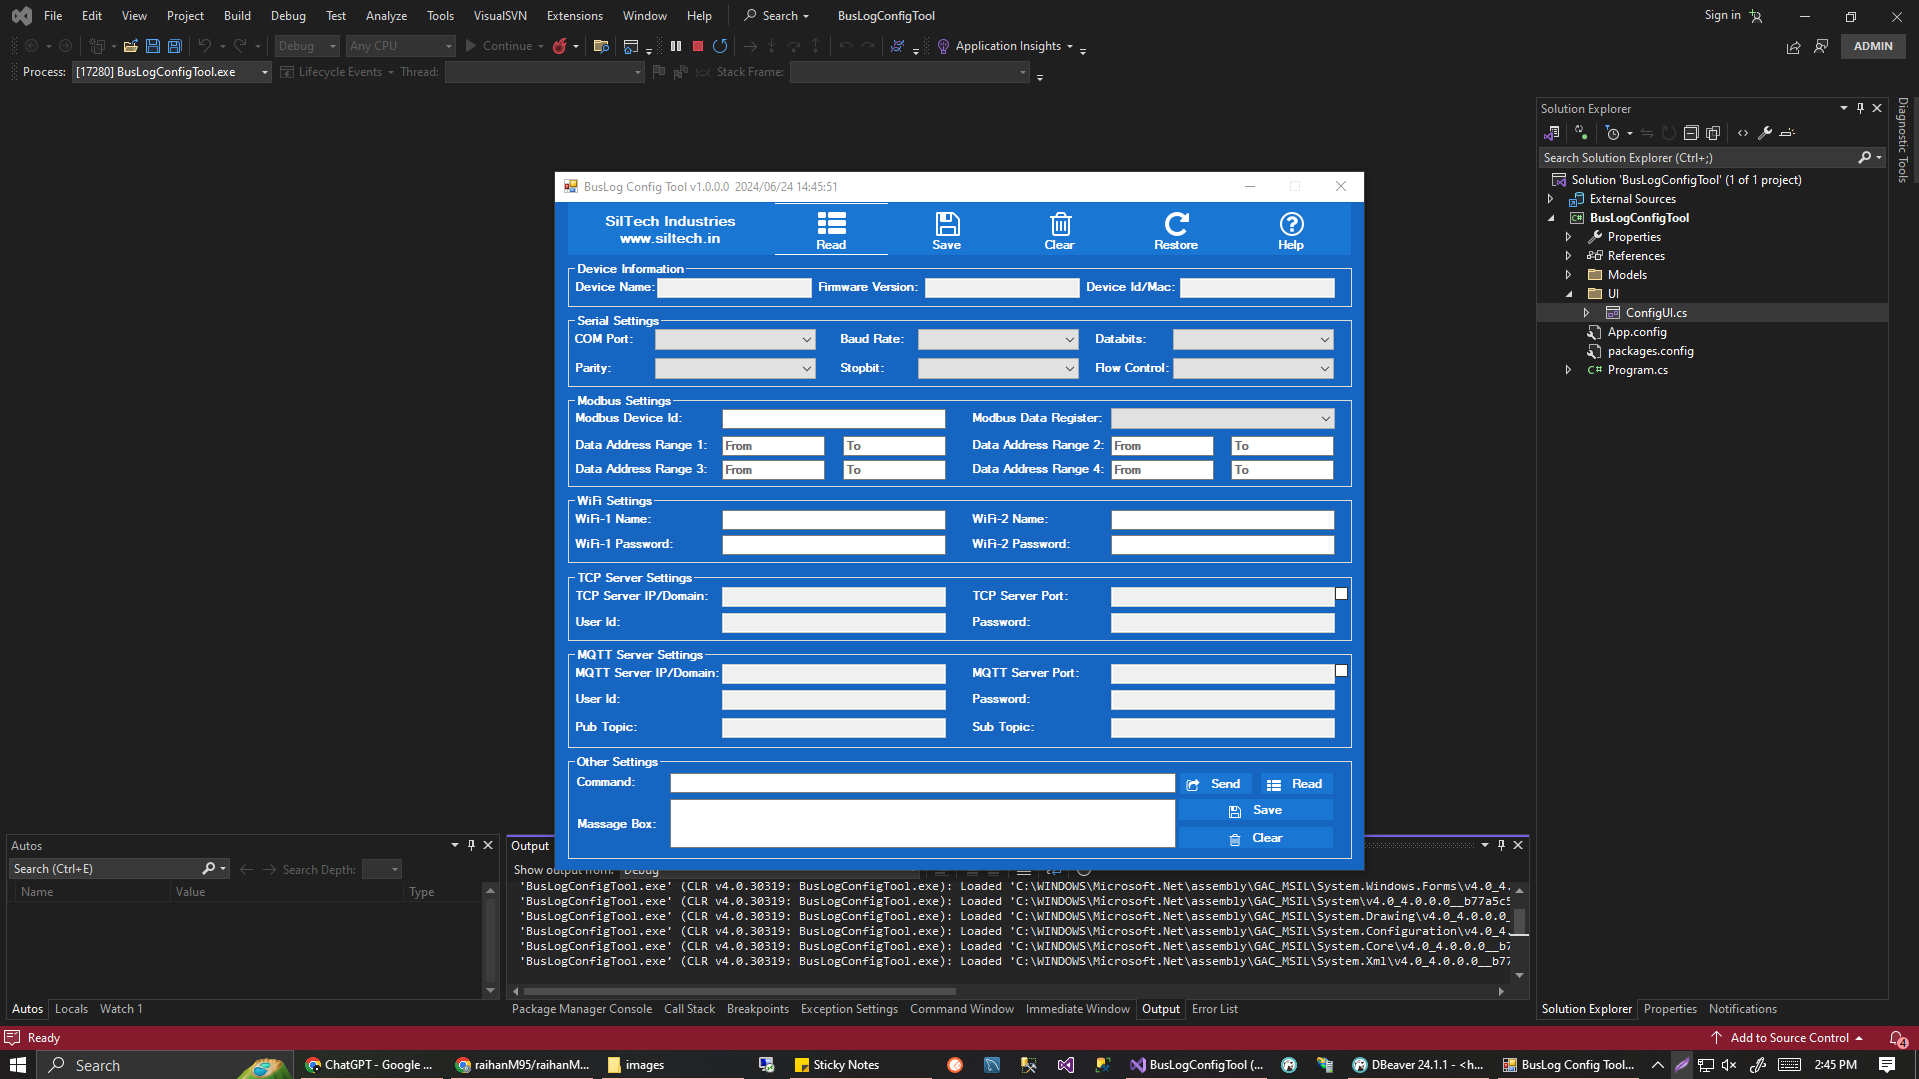 File Edit View Project Build Debug Test Analyze Tools VisualSVN Extensions Window Help Search BusLogConfigTool Sign in
Debug Any CPU Continue Application Insights ADMIN
Process: [17280] BusLogConfigTool.exe Lifecycle Events Thread: Stack Frame:
Solution Explorer
Diagnostic Tools
Search Solution Explorer (Ctrl+;)
Solution 'BusLogConfigTool' (1 of 1 project)
External Sources
BusLogConfigTool
Properties
References
Models
UI
ConfigUI.cs
App.config
packages.config
Program.cs
BusLog Config Tool v1.0.0.0 2024/06/24 14:45:51
SilTech Industries
www.siltech.in
Read Save Clear Restore Help
Device Information
Device Name: Firmware Version: Device Id/Mac:
Serial Settings
COM Port: Baud Rate: Databits:
Parity: Stopbit: Flow Control:
Modbus Settings
Modbus Device Id: Modbus Data Register:
Data Address Range 1: From To Data Address Range 2: From To
Data Address Range 3: From To Data Address Range 4: From To
WiFi Settings
WiFi-1 Name: WiFi-2 Name:
WiFi-1 Password: WiFi-2 Password:
TCP Server Settings
TCP Server IP/Domain: TCP Server Port:
User Id: Password:
MQTT Server Settings
MQTT Server IP/Domain: MQTT Server Port:
User Id: Password:
Pub Topic: Sub Topic:
Other Settings
Command: Send Read
Massage Box: Save
Clear
Autos
Search (Ctrl+E) Search Depth:
Name Value Type
Autos Locals Watch 1
Output
Show output from: Debug
'BusLogConfigTool.exe' (CLR v4.0.30319: BusLogConfigTool.exe): Loaded 'C:\WINDOWS\Microsoft.Net\assembly\GAC_MSIL\System.Windows.Forms\v4.0_4.
'BusLogConfigTool.exe' (CLR v4.0.30319: BusLogConfigTool.exe): Loaded 'C:\WINDOWS\Microsoft.Net\assembly\GAC_MSIL\System\v4.0_4.0.0.0__b77a5c5
'BusLogConfigTool.exe' (CLR v4.0.30319: BusLogConfigTool.exe): Loaded 'C:\WINDOWS\Microsoft.Net\assembly\GAC_MSIL\System.Drawing\v4.0_4.0.0.0_
'BusLogConfigTool.exe' (CLR v4.0.30319: BusLogConfigTool.exe): Loaded 'C:\WINDOWS\Microsoft.Net\assembly\GAC_MSIL\System.Configuration\v4.0_4.
'BusLogConfigTool.exe' (CLR v4.0.30319: BusLogConfigTool.exe): Loaded 'C:\WINDOWS\Microsoft.Net\assembly\GAC_MSIL\System.Core\v4.0_4.0.0.0__b7
'BusLogConfigTool.exe' (CLR v4.0.30319: BusLogConfigTool.exe): Loaded 'C:\WINDOWS\Microsoft.Net\assembly\GAC_MSIL\System.Xml\v4.0_4.0.0.0__b77
Package Manager Console Call Stack Breakpoints Exception Settings Command Window Immediate Window Output Error List
Solution Explorer Properties Notifications
Ready Add to Source Control 4
Search ChatGPT - Google ... raihanM95/raihanM... images Sticky Notes BusLogConfigTool (... DBeaver 24.1.1 - <h... BusLog Config Tool... 2:45 PM